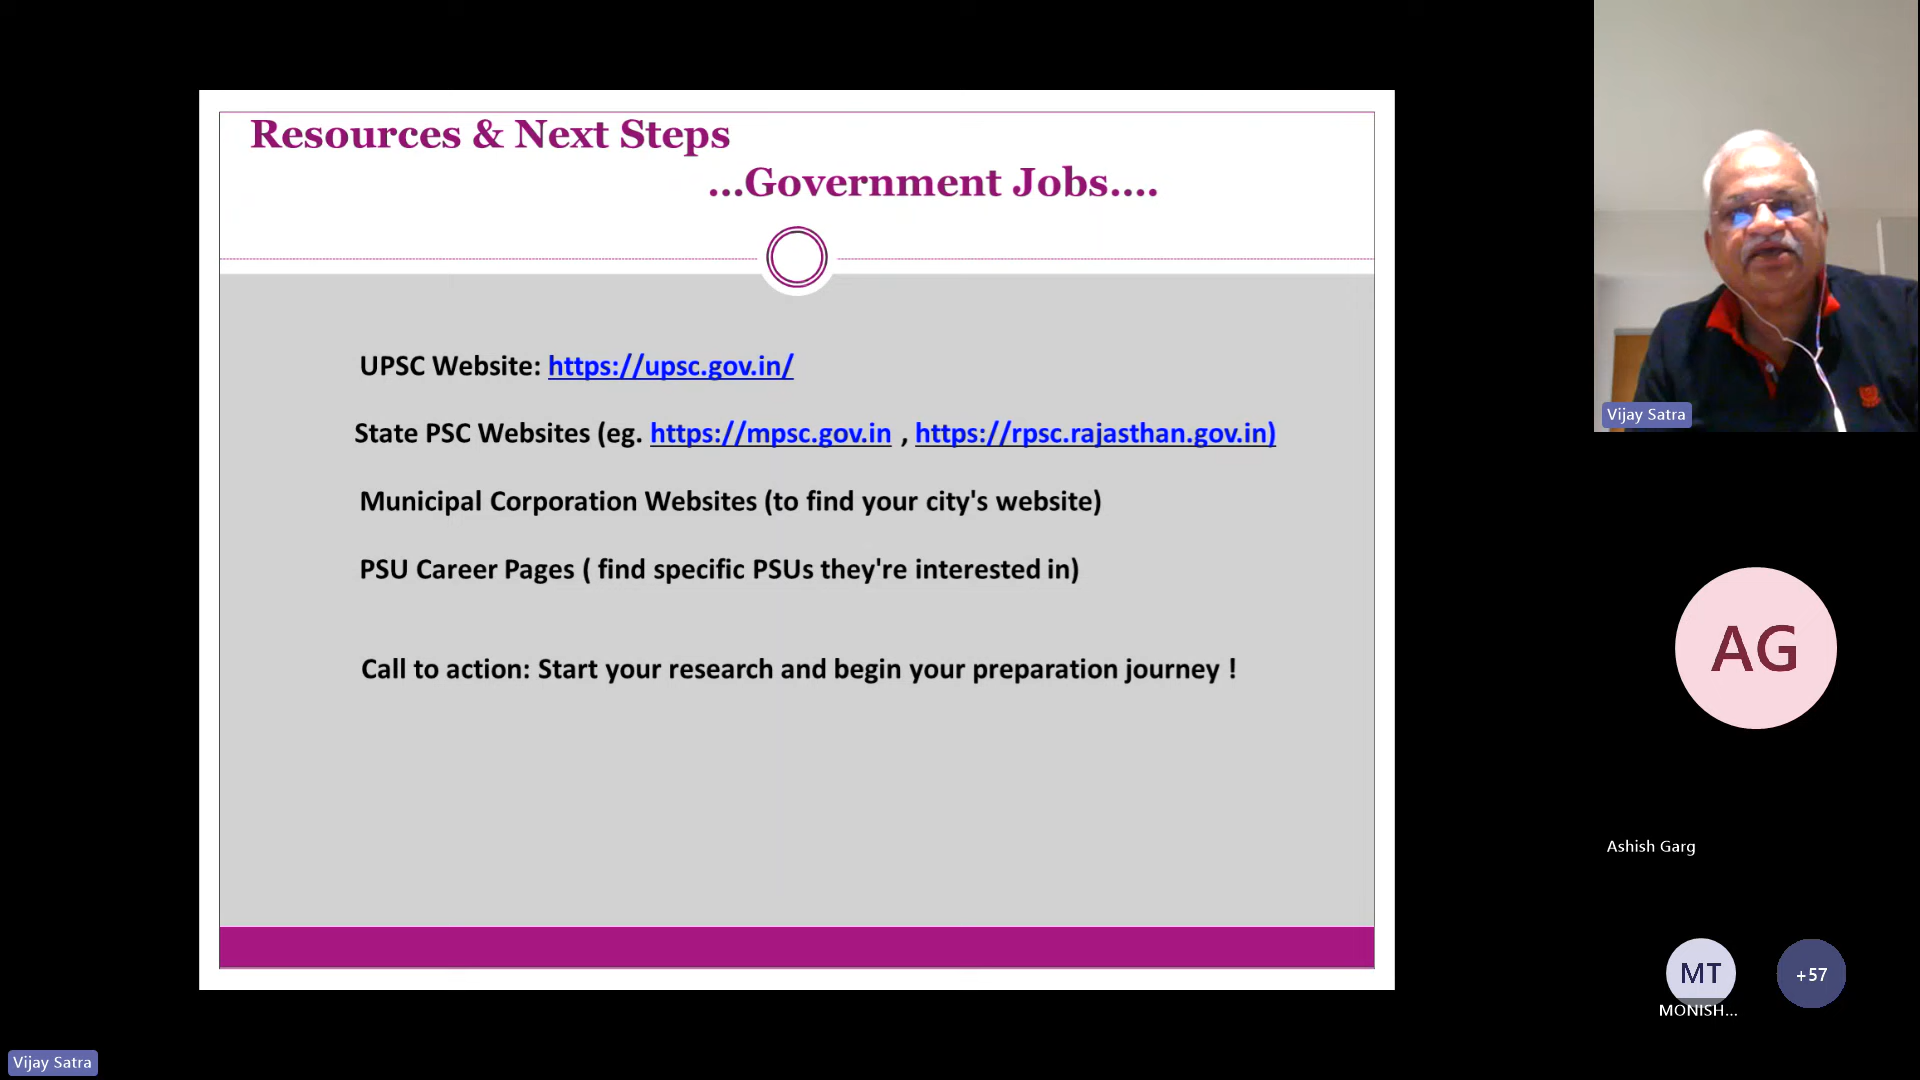 Resources & Next Steps
...Government Jobs....
UPSC Website: https://upsc.gov.in/
State PSC Websites (eg. https://mpsc.gov.in , https://rpsc.rajasthan.gov.in)
Municipal Corporation Websites (to find your city's website)
PSU Career Pages ( find specific PSUs they're interested in)
Call to action: Start your research and begin your preparation journey !
Vijay Satra
AG
Ashish Garg
MT
+57
MONISH...
Vijay Satra